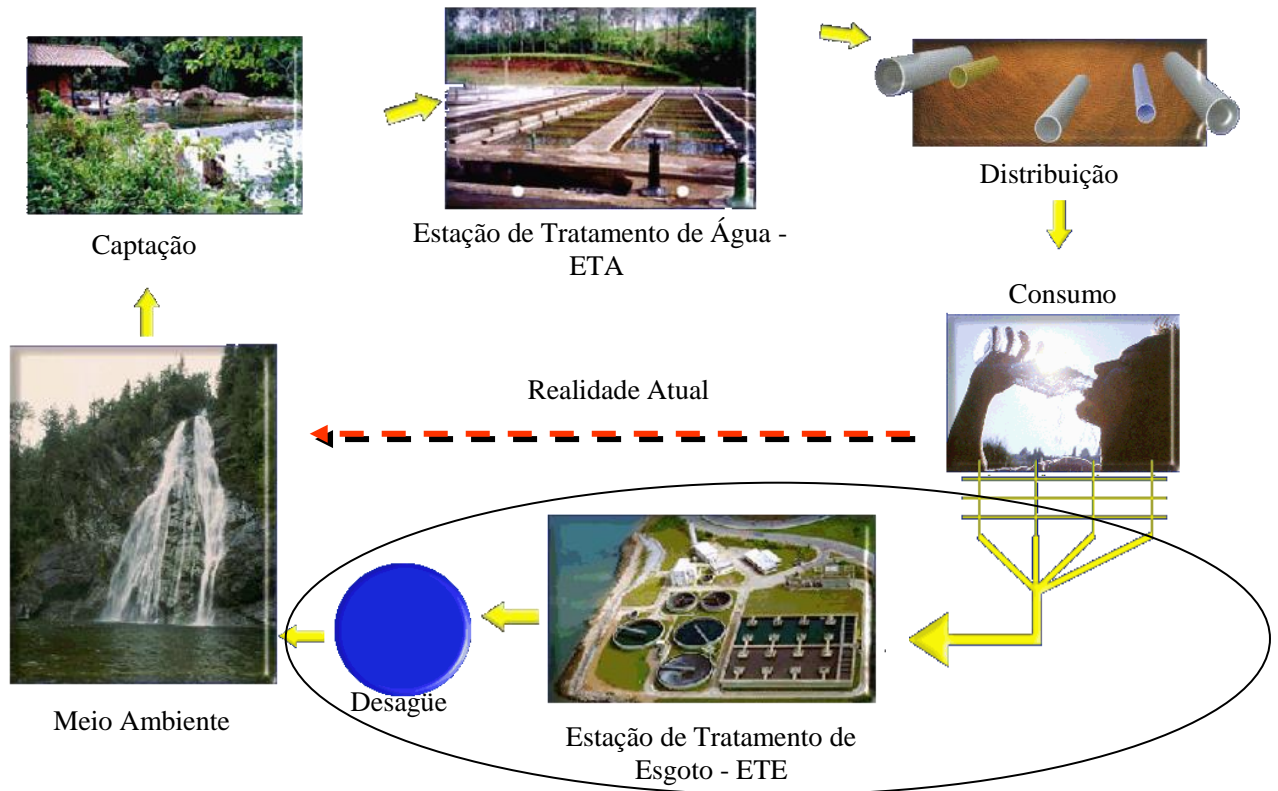 Captação
Estação de Tratamento de Água -
ETA
Distribuição
Consumo
Realidade Atual
Meio Ambiente
Desagüe
Estação de Tratamento de
Esgoto - ETE